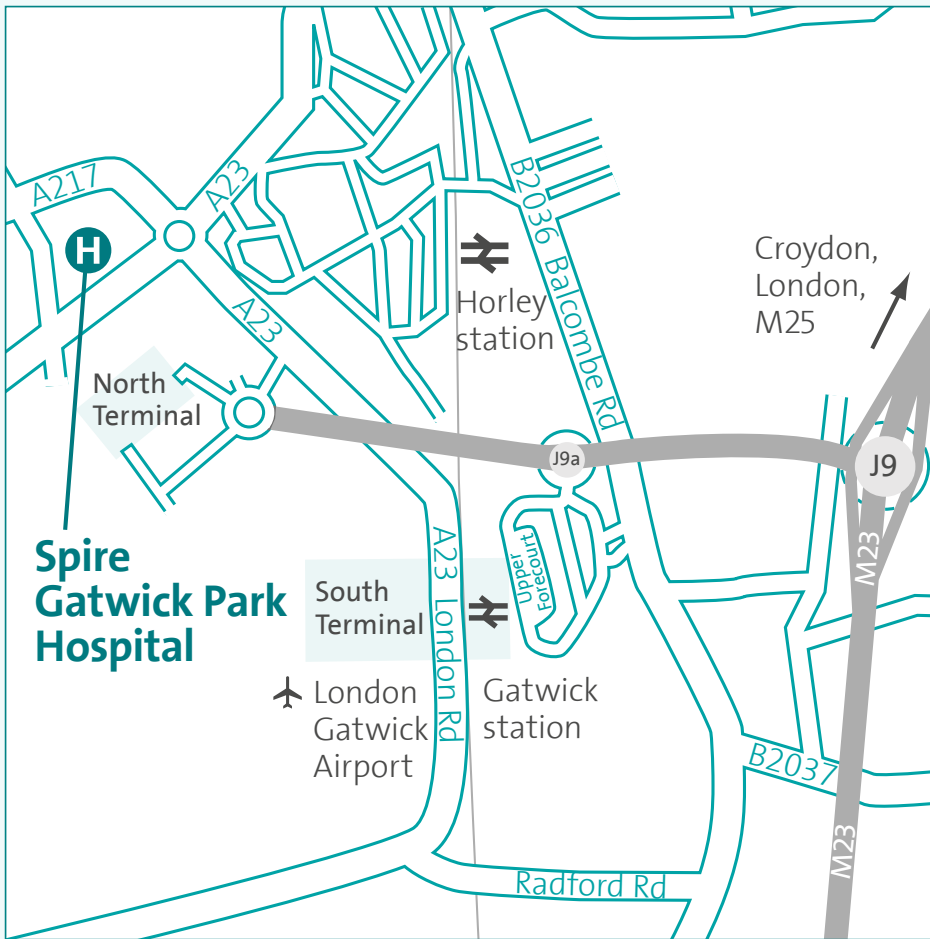 A217
A23
B2036 Balcombe Rd
H
Croydon,
London,
M25
Horley
station
A23
North
Terminal
J9a
J9
M23
Spire
Gatwick Park
Hospital
A23 London Rd
South
Terminal
Upper
Forecourt
London
Gatwick
Airport
Gatwick
station
B2037
M23
Radford Rd